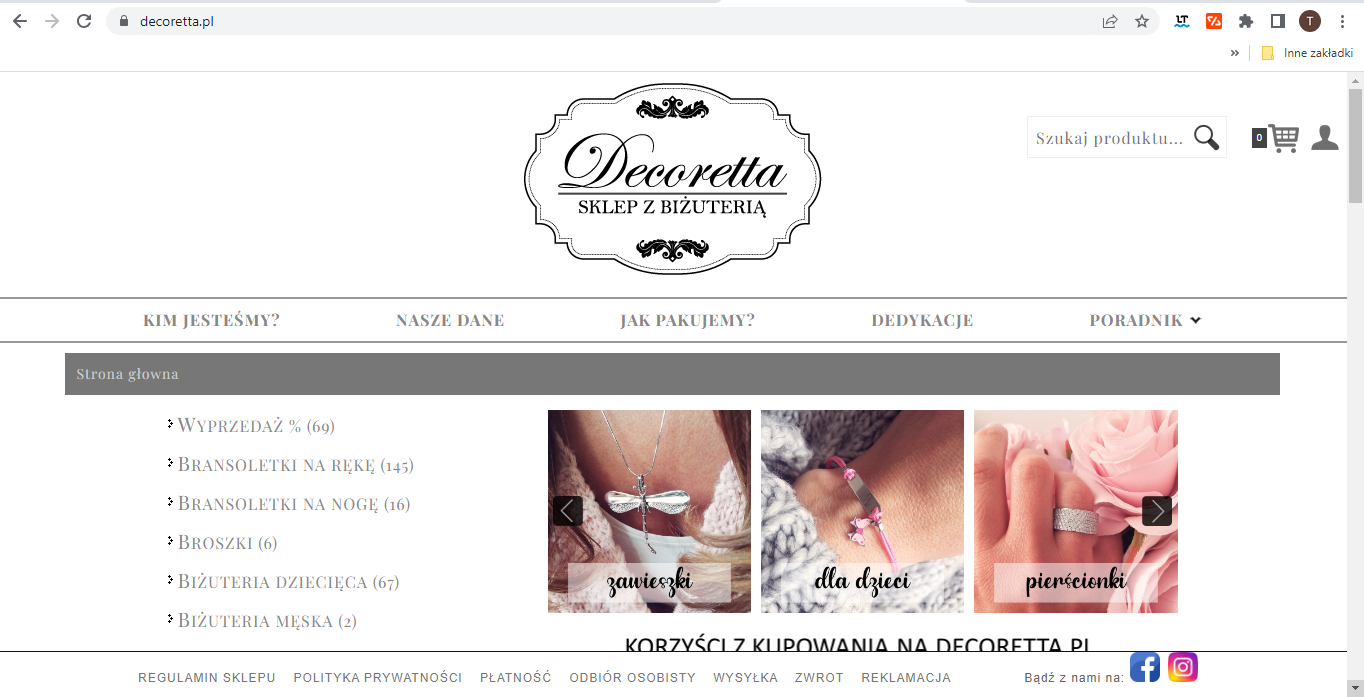 decoretta.pl
LT
T
»
Inne zakładki
Decoretta
SKLEP Z BIŻUTERIĄ
Szukaj produktu...
0
KIM JESTEŚMY?
NASZE DANE
JAK PAKUJEMY?
DEDYKACJE
PORADNIK
Strona głowna
Wyprzedaż % (69)
Bransoletki na rękę (145)
Bransoletki na nogę (16)
Broszki (6)
Biżuteria dziecięca (67)
Biżuteria męska (2)
zawieszki
dla dzieci
pierścionki
KORZYŚCI Z KUPOWANIA NA DECORETTA.PL
REGULAMIN SKLEPU POLITYKA PRYWATNOŚCI PŁATNOŚĆ ODBIÓR OSOBISTY WYSYŁKA ZWROT REKLAMACJA
Bądź z nami na: